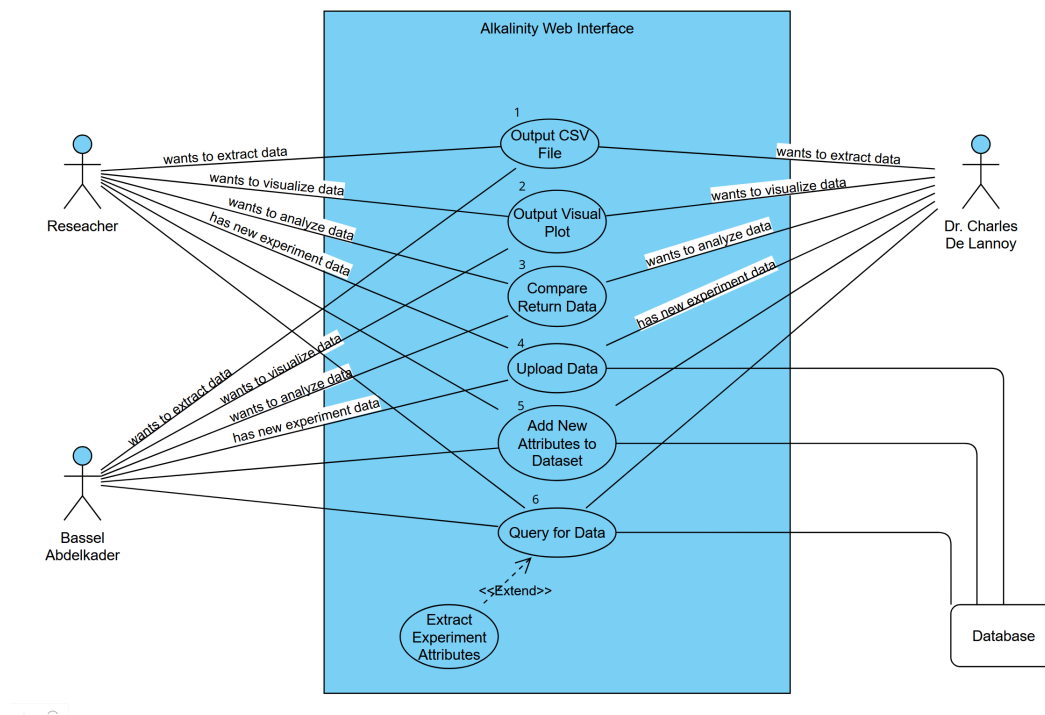 Alkalinity Web Interface
1
Output CSV
File
wants to extract data
wants to extract data
2
Output Visual
Plot
wants to visualize data
wants to visualize data
Reseacher
Dr. Charles
De Lannoy
3
Compare
Return Data
wants to analyze data
wants to analyze data
has new experiment data
has new experiment data
4
Upload Data
wants to extract data
wants to visualize data
wants to analyze data
has new experiment data
5
Add New
Attributes to
Dataset
6
Query for Data
Bassel
Abdelkader
<<Extend>>
Extract
Experiment
Attributes
Database